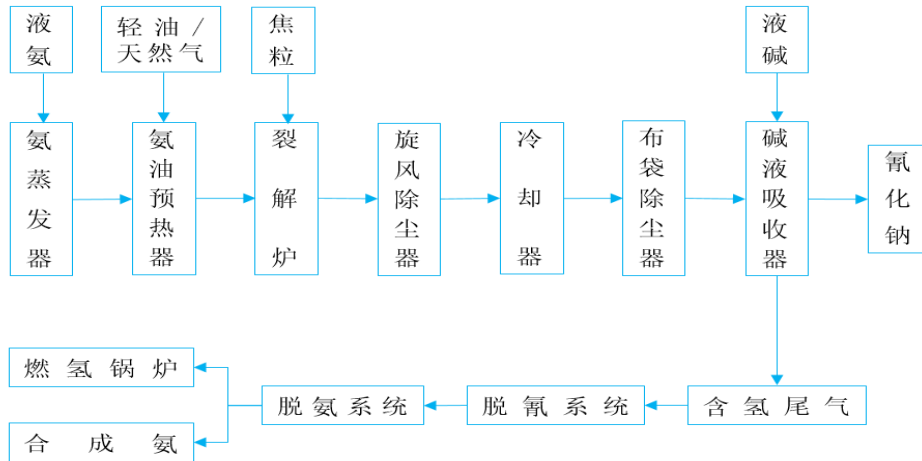 液氨
轻油/
天然气
焦粒
液碱
氨蒸发器
氨油预热器
裂解炉
旋风除尘器
冷却器
布袋除尘器
碱液吸收器
氰化钠
燃氢锅炉
合成氨
脱氨系统
脱氰系统
含氢尾气